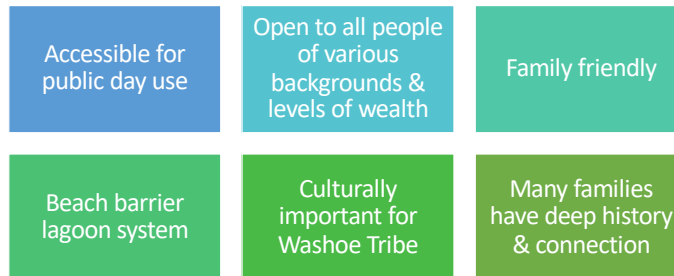 Accessible for
public day use
Open to all people
of various
backgrounds &
levels of wealth
Family friendly
Beach barrier
lagoon system
Culturally
important for
Washoe Tribe
Many families
have deep history
& connection